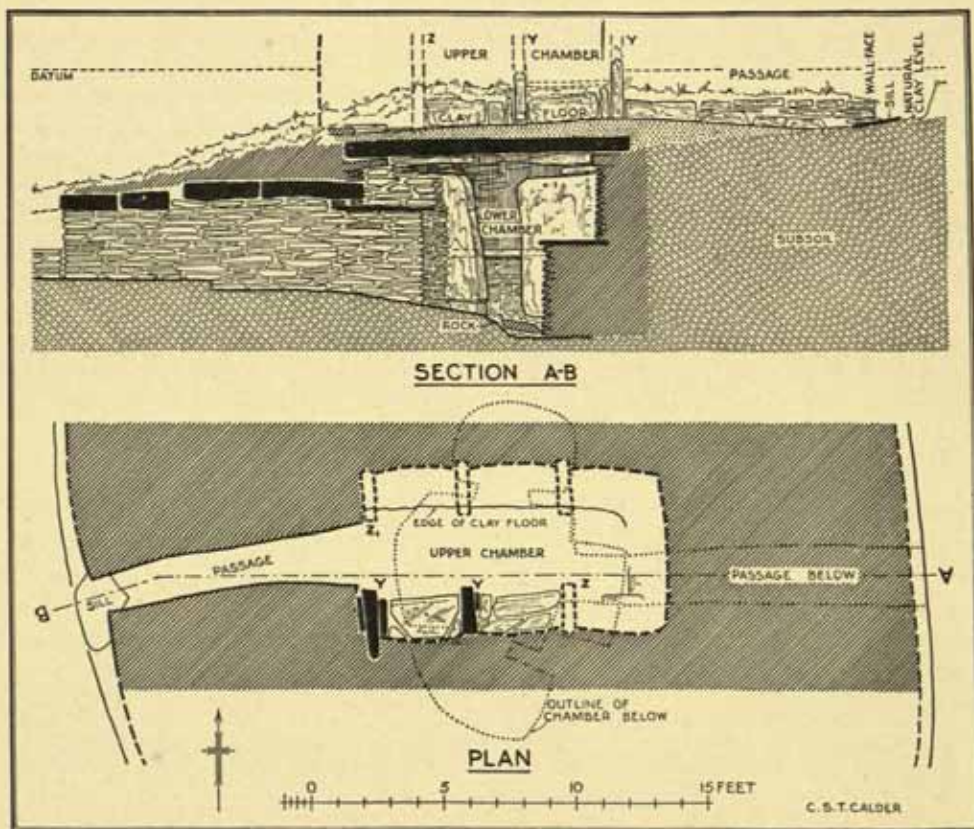 Z UPPER Y CHAMBER Y
DATUM
PASSAGE
WALL-FACE
SILL
NATURAL CLAY LEVEL
CLAY FLOOR
LOWER CHAMBER
SUBSOIL
ROCK
SECTION A-B
EDGE OF CLAY FLOOR
Z₁
UPPER CHAMBER
PASSAGE
Y Y Z
PASSAGE BELOW
A
B
SILL
OUTLINE OF
CHAMBER BELOW
PLAN
0 5 10 15 FEET
C.S.T. CALDER